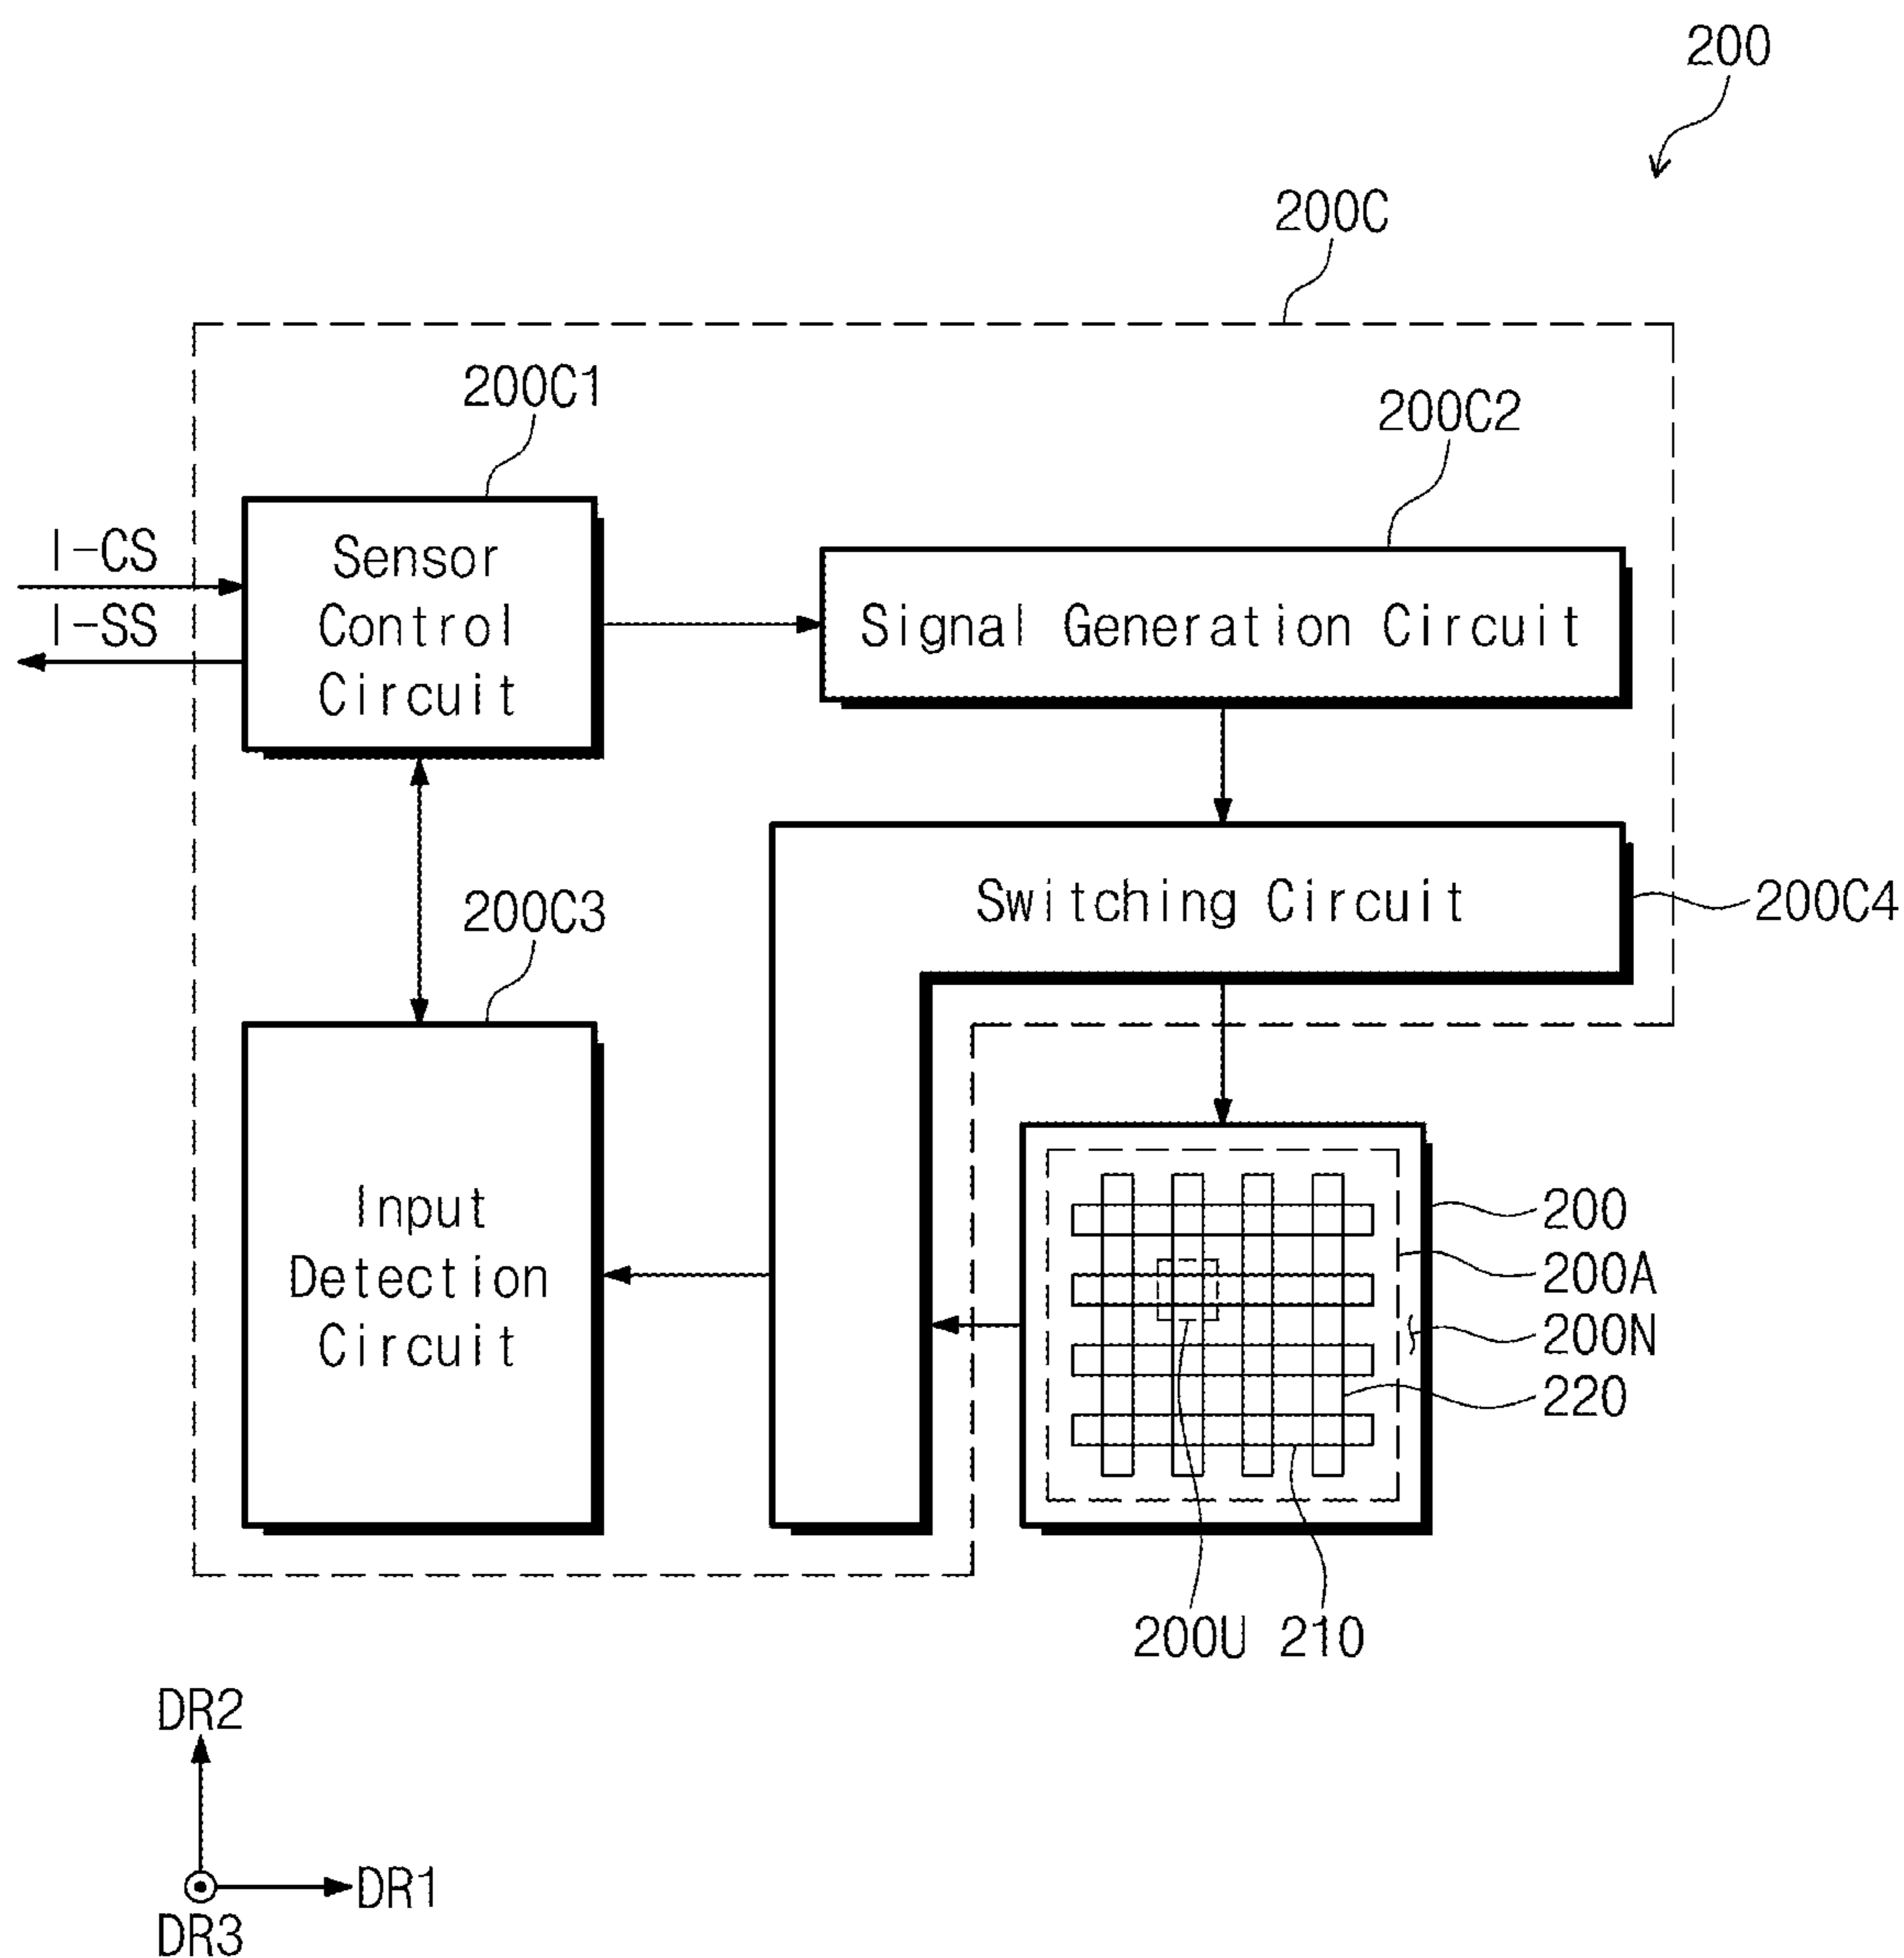 200
200C
200C1
200C2
I-CS
I-SS
Sensor
Control
Circuit
Signal Generation Circuit
200C3
Switching Circuit
200C4
Input
Detection
Circuit
200
200A
200N
220
200U 210
DR2
DR1
DR3